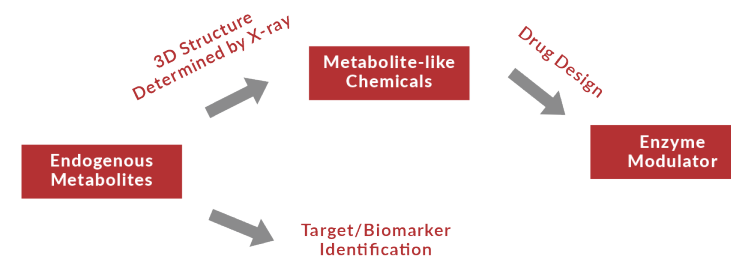 3D Structure
Determined by X-ray
Metabolite-like
Chemicals
Drug Design
Enzyme
Modulator
Endogenous
Metabolites
Target/Biomarker
Identification